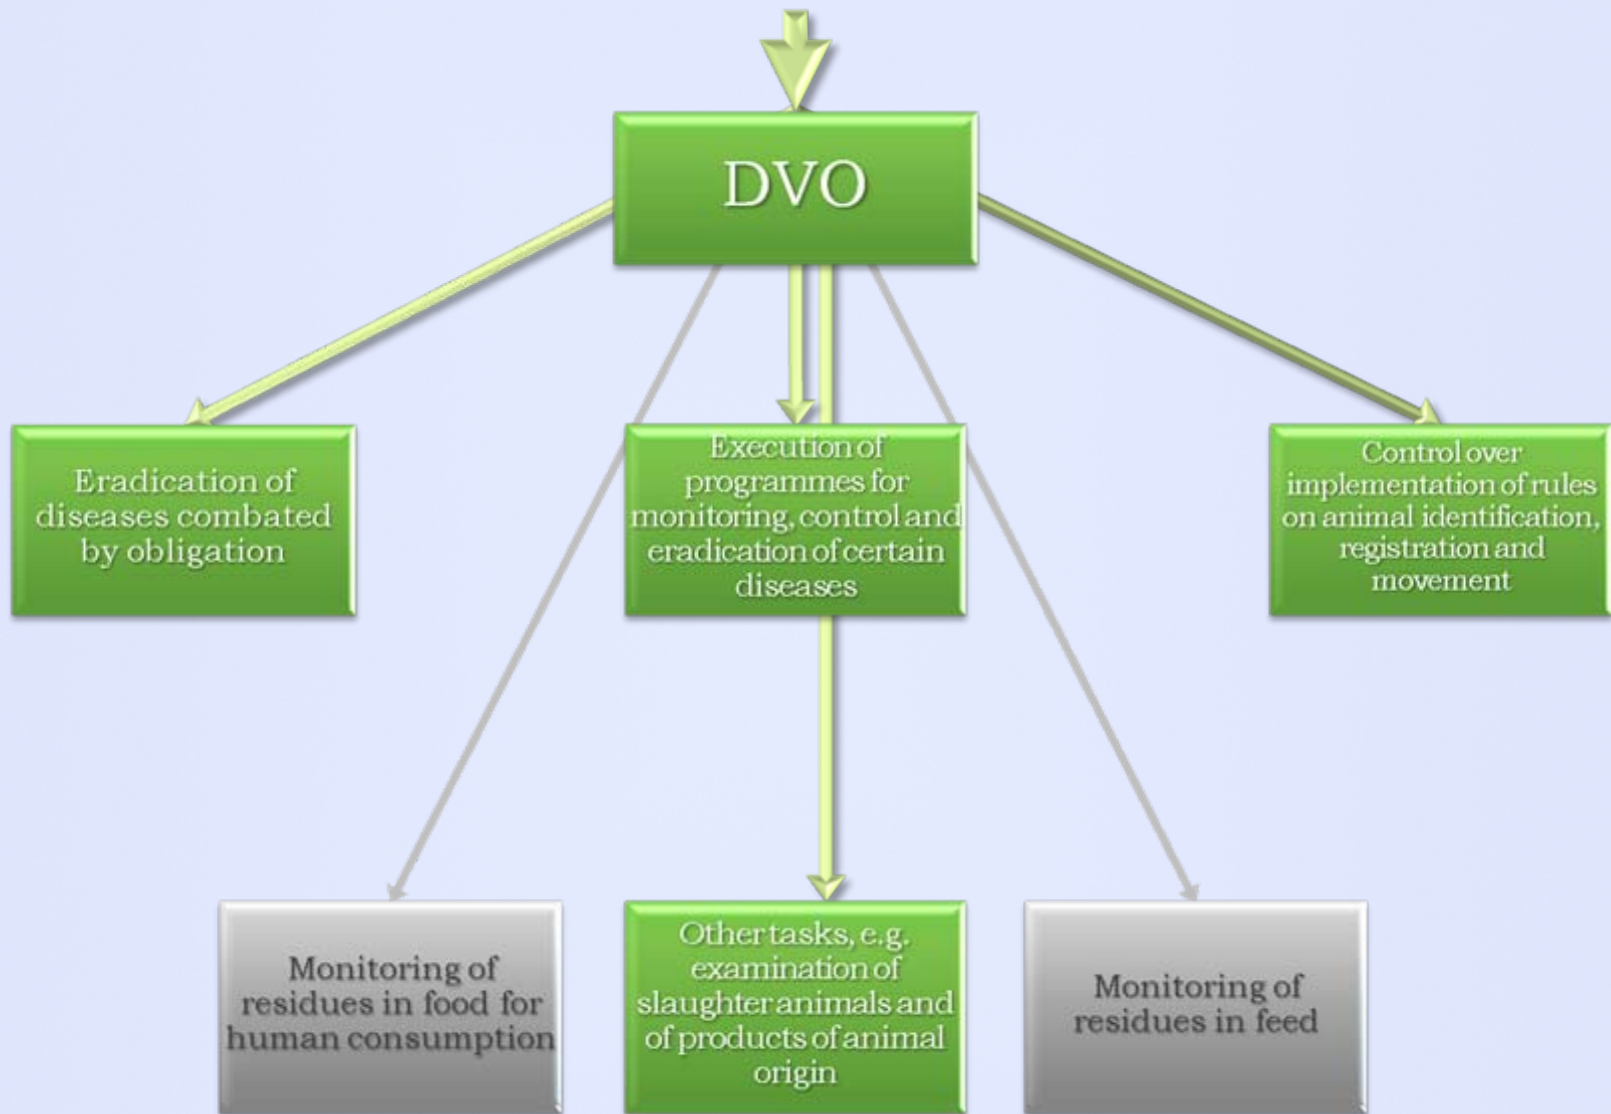 DVO
Eradication of
diseases combated
by obligation
Execution of
programmes for
monitoring, control and
eradication of certain
diseases
Control over
implementation of rules
on animal identification,
registration and
movement
Monitoring of
residues in food for
human consumption
Other tasks, e.g.
examination of
slaughter animals and
of products of animal
origin
Monitoring of
residues in feed